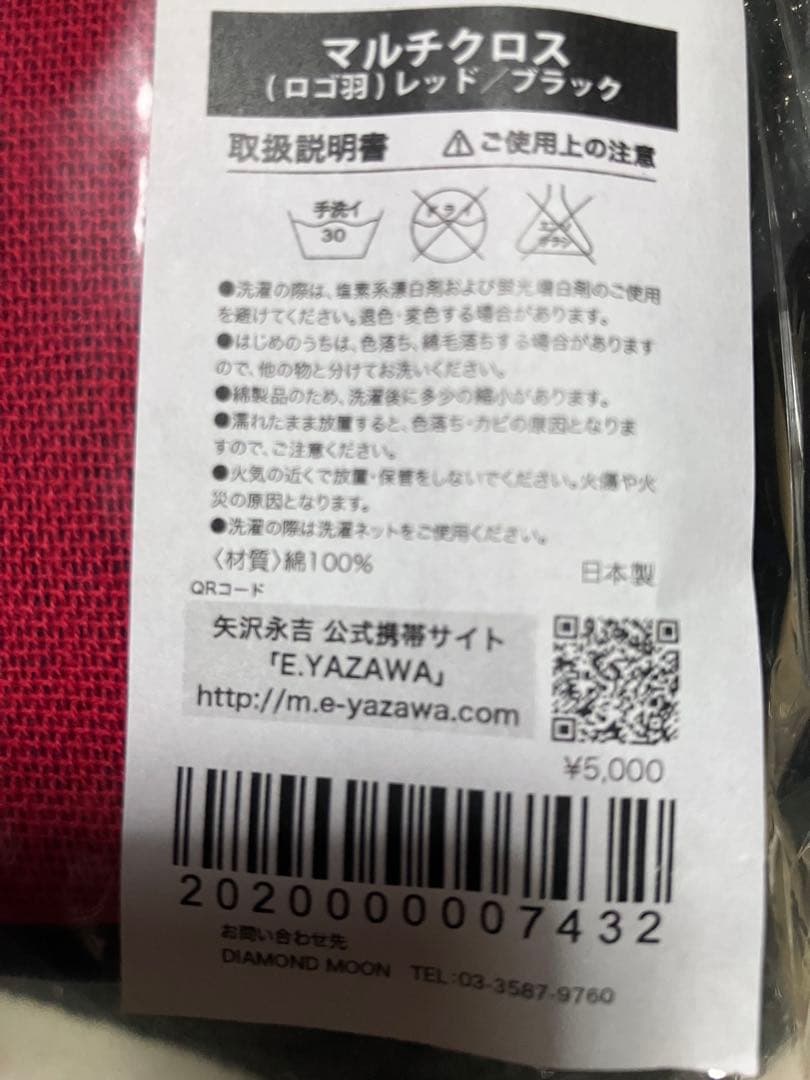 マルチクロス
(ロゴ羽)レッド／ブラック
取扱説明書 ⚠ご使用上の注意
手洗イ
30
ドライ
エンソ
サラシ
●洗濯の際は、塩素系漂白剤および蛍光増白剤のご使用
を避けてください。退色・変色する場合があります。
●はじめのうちは、色落ち、綿毛落ちする場合があります
ので、他の物と分けてお洗いください。
●綿製品のため、洗濯後に多少の縮小があります。
●濡れたまま放置すると、色落ち・カビの原因となりま
すので、ご注意ください。
●火気の近くで放置・保管をしないでください。火傷や火
災の原因となります。
●洗濯の際は洗濯ネットをご使用ください。
〈材質〉綿100%
日本製
QRコード
矢沢永吉 公式携帯サイト
「E.YAZAWA」
http://m.e-yazawa.com
¥5,000
2020000007432
お問い合わせ先
DIAMOND MOON TEL:03-3587-9760